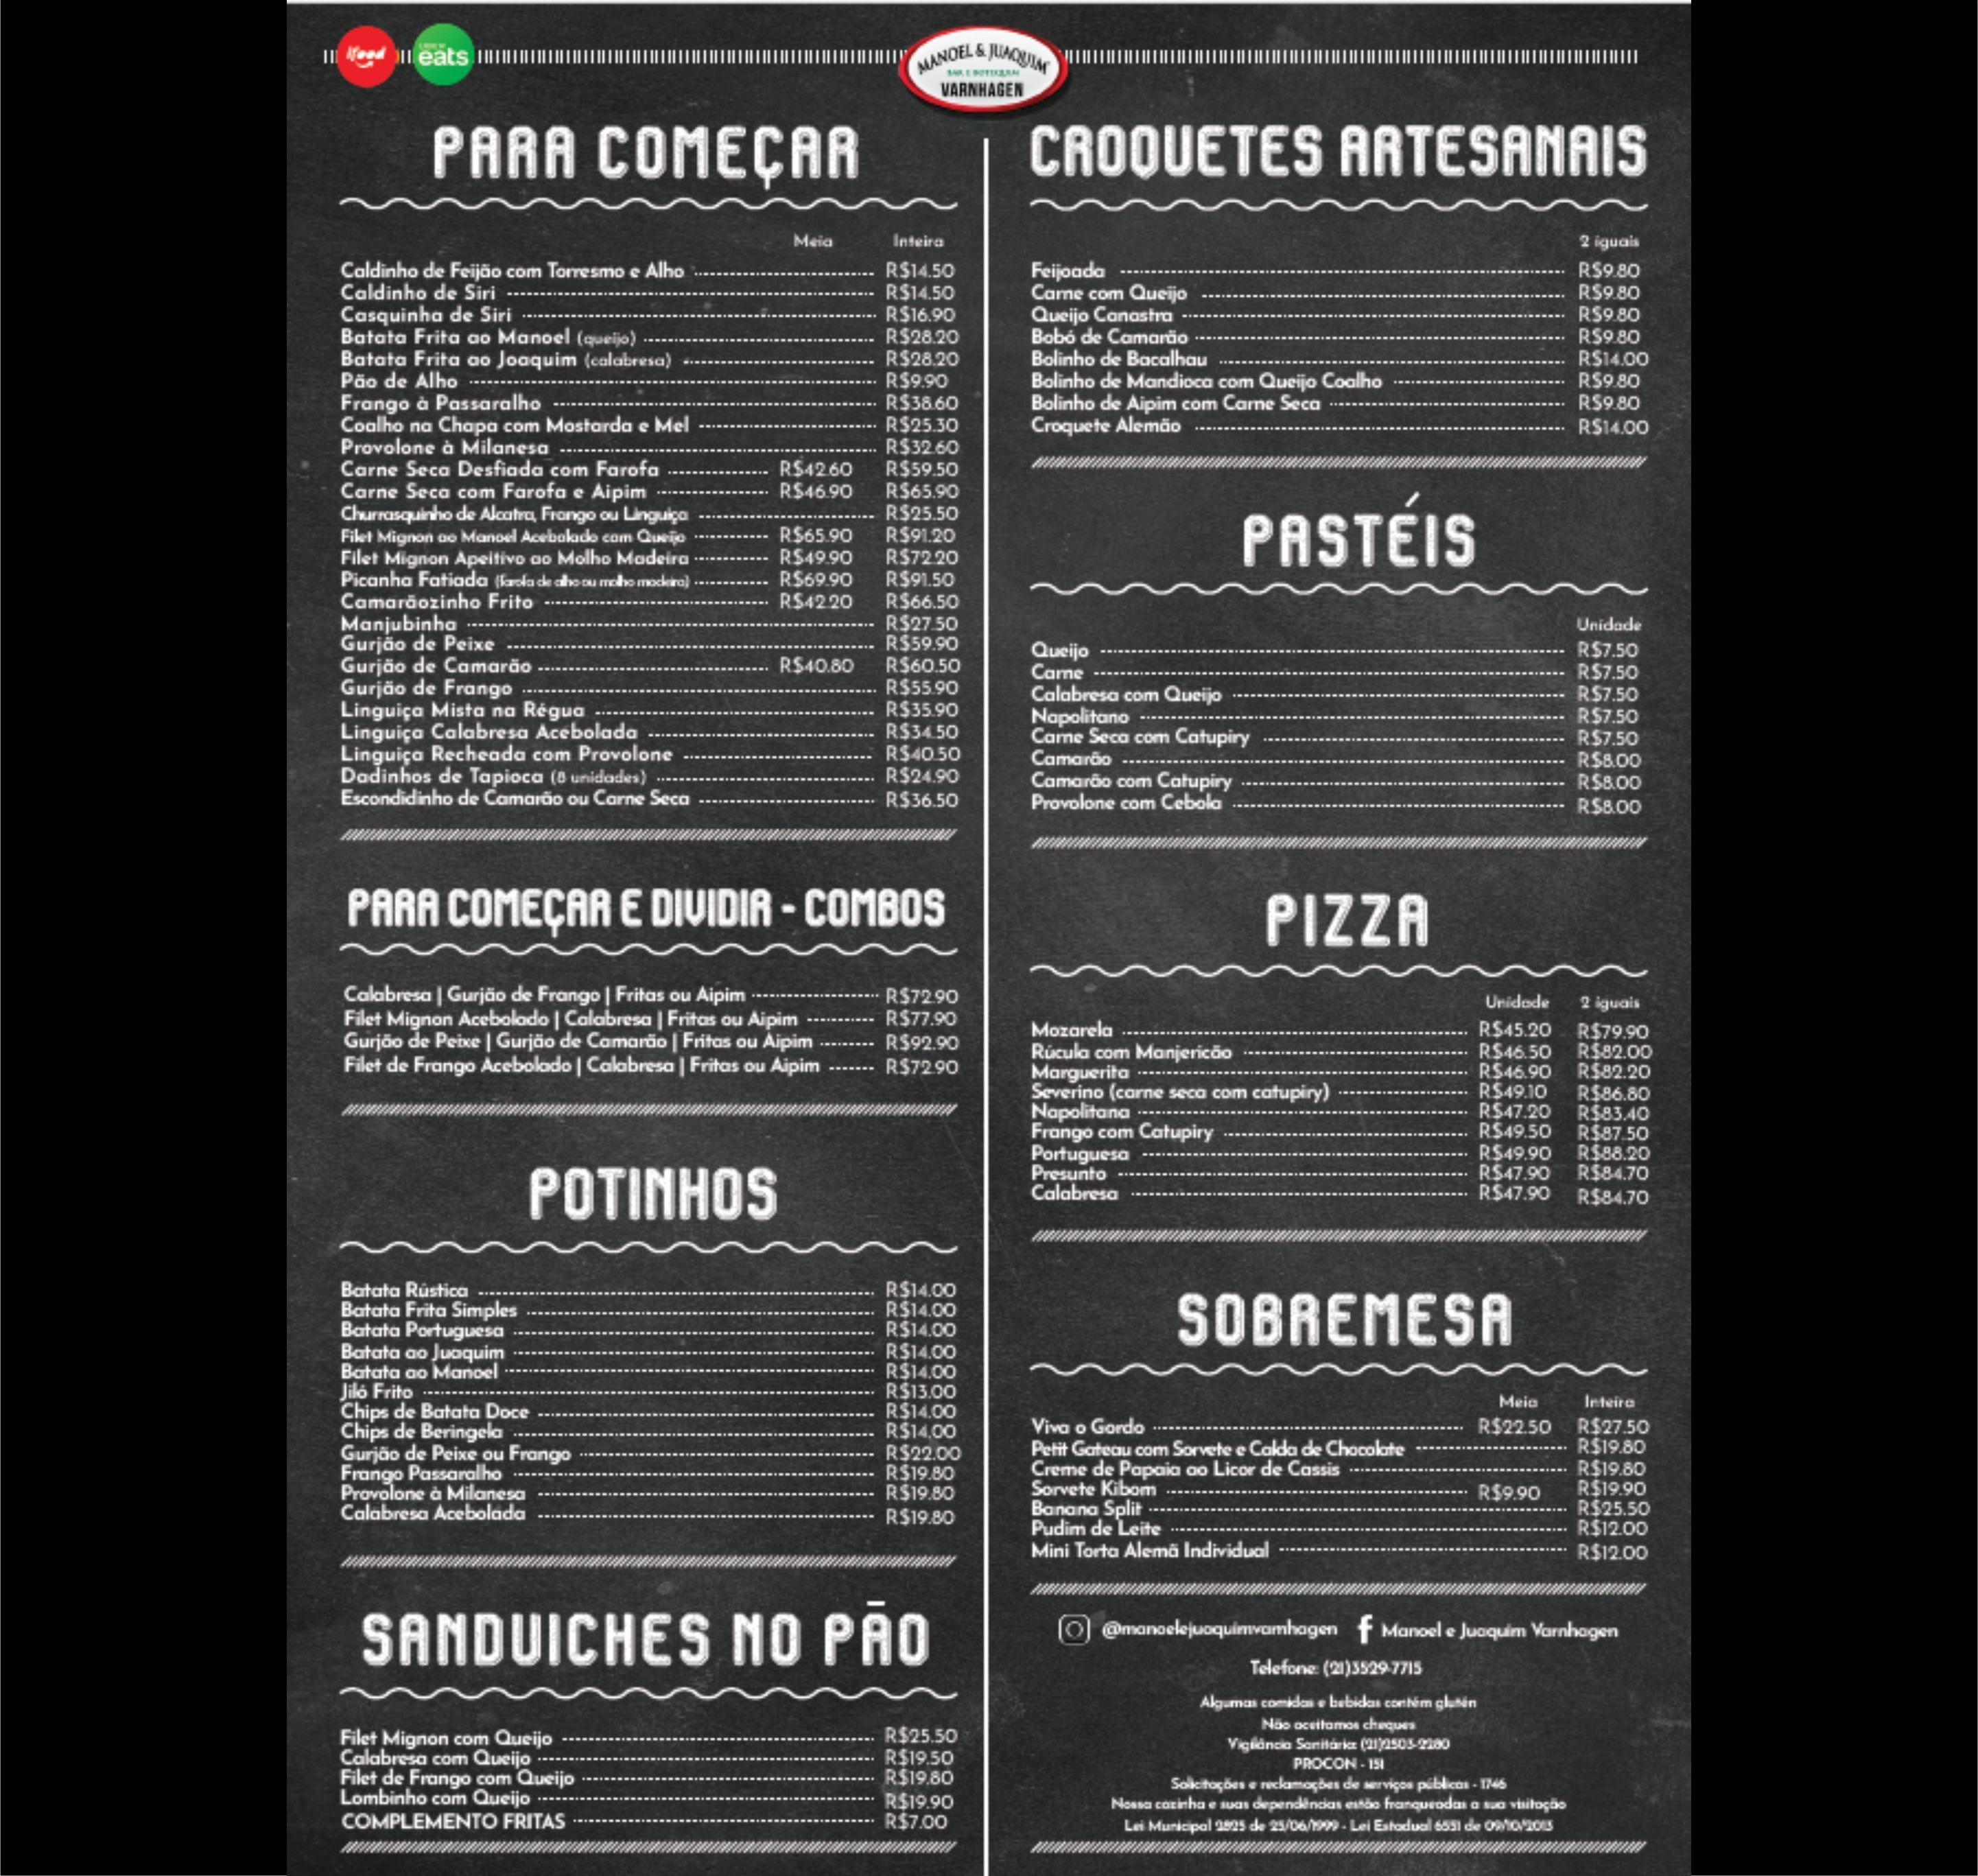 ifood
eats
MANOEL & JUAQUIM
BAR E BOTEQUIM
VARNHAGEN
PARA COMEÇAR
Meia Inteira
Caldinho de Feijão com Torresmo e Alho R$14.50
Caldinho de Siri R$14.50
Casquinha de Siri R$16.90
Batata Frita ao Manoel (queijo) R$28.20
Batata Frita ao Joaquim (calabresa) R$28.20
Pão de Alho R$9.90
Frango à Passaralho R$38.60
Coalho na Chapa com Mostarda e Mel R$25.30
Provolone à Milanesa R$32.60
Carne Seca Desfiada com Farofa R$42.60 R$59.50
Carne Seca com Farofa e Aipim R$46.90 R$65.90
Churrasquinho de Alcatra, Frango ou Linguiça R$25.50
Filet Mignon ao Manoel Acebolado com Queijo R$65.90 R$91.20
Filet Mignon Apeitivo ao Molho Madeira R$49.90 R$72.20
Picanha Fatiada (farofa de alho ou molho madeira) R$69.90 R$91.50
Camarãozinho Frito R$42.20 R$66.50
Manjubinha R$27.50
Gurjão de Peixe R$59.90
Gurjão de Camarão R$40.80 R$60.50
Gurjão de Frango R$55.90
Linguiça Mista na Régua R$35.90
Linguiça Calabresa Acebolada R$34.50
Linguiça Recheada com Provolone R$40.50
Dadinhos de Tapioca (8 unidades) R$24.90
Escondidinho de Camarão ou Carne Seca R$36.50
PARA COMEÇAR E DIVIDIR - COMBOS
Calabresa | Gurjão de Frango | Fritas ou Aipim R$72.90
Filet Mignon Acebolado | Calabresa | Fritas ou Aipim R$77.90
Gurjão de Peixe | Gurjão de Camarão | Fritas ou Aipim R$92.90
Filet de Frango Acebolado | Calabresa | Fritas ou Aipim R$72.90
POTINHOS
Batata Rústica R$14.00
Batata Frita Simples R$14.00
Batata Portuguesa R$14.00
Batata ao Juaquim R$14.00
Batata ao Manoel R$14.00
Jiló Frito R$13.00
Chips de Batata Doce R$14.00
Chips de Beringela R$14.00
Gurjão de Peixe ou Frango R$22.00
Frango Passaralho R$19.80
Provolone à Milanesa R$19.80
Calabresa Acebolada R$19.80
SANDUICHES NO PÃO
Filet Mignon com Queijo R$25.50
Calabresa com Queijo R$19.50
Filet de Frango com Queijo R$19.80
Lombinho com Queijo R$19.90
COMPLEMENTO FRITAS R$7.00
CROQUETES ARTESANAIS
2 iguais
Feijoada R$9.80
Carne com Queijo R$9.80
Queijo Canastra R$9.80
Bobó de Camarão R$9.80
Bolinho de Bacalhau R$14.00
Bolinho de Mandioca com Queijo Coalho R$9.80
Bolinho de Aipim com Carne Seca R$9.80
Croquete Alemão R$14.00
PASTÉIS
Unidade
Queijo R$7.50
Carne R$7.50
Calabresa com Queijo R$7.50
Napolitano R$7.50
Carne Seca com Catupiry R$7.50
Camarão R$8.00
Camarão com Catupiry R$8.00
Provolone com Cebola R$8.00
PIZZA
Unidade 2 iguais
Mozarela R$45.20 R$79.90
Rúcula com Manjericão R$46.50 R$82.00
Marguerita R$46.90 R$82.20
Severino (carne seca com catupiry) R$49.10 R$86.80
Napolitana R$47.20 R$83.40
Frango com Catupiry R$49.50 R$87.50
Portuguesa R$49.90 R$88.20
Presunto R$47.90 R$84.70
Calabresa R$47.90 R$84.70
SOBREMESA
Meia Inteira
Viva o Gordo R$22.50 R$27.50
Petit Gateau com Sorvete e Calda de Chocolate R$19.80
Creme de Papaia ao Licor de Cassis R$19.80
Sorvete Kibom R$9.90 R$19.90
Banana Split R$25.50
Pudim de Leite R$12.00
Mini Torta Alemã Individual R$12.00
@manoelejuaquimvarnhagen Manoel e Juaquim Varnhagen
Telefone: (21)3529-7715
Algumas comidas e bebidas contém glutén
Não aceitamos cheques
Vigilância Sanitária: (21)2503-2280
PROCON - 151
Solicitações e reclamações de serviços públicos - 1746
Nossa cozinha e suas dependências estão franqueadas a sua visitação
Lei Municipal 2825 de 23/06/1999 - Lei Estadual 6531 de 09/10/2013